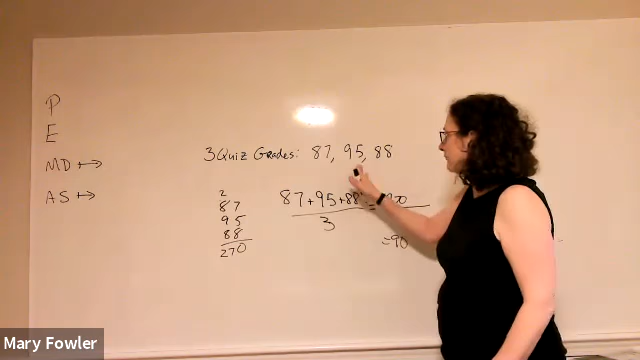 P
E
MD →
AS →
3 Quiz Grades: 87, 95, 88
2
87
95
88
270
87+95+88
3
=90
Mary Fowler